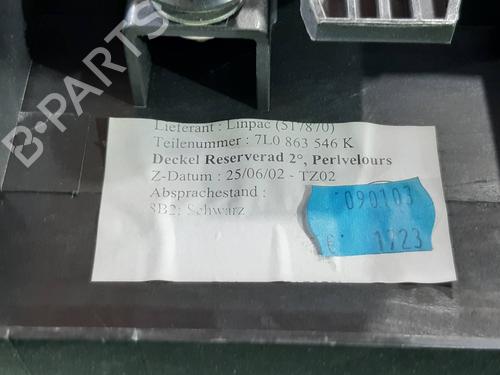 B-PARTS
Lieferant : Linpac (517870)
Teilenummer : 7L0 863 546 K
Deckel Reserverad 2°, Perlvelours
Z-Datum : 25/06/02 - TZ02
Absprachestand :
8B2: Schwarz
090103
€ 1723